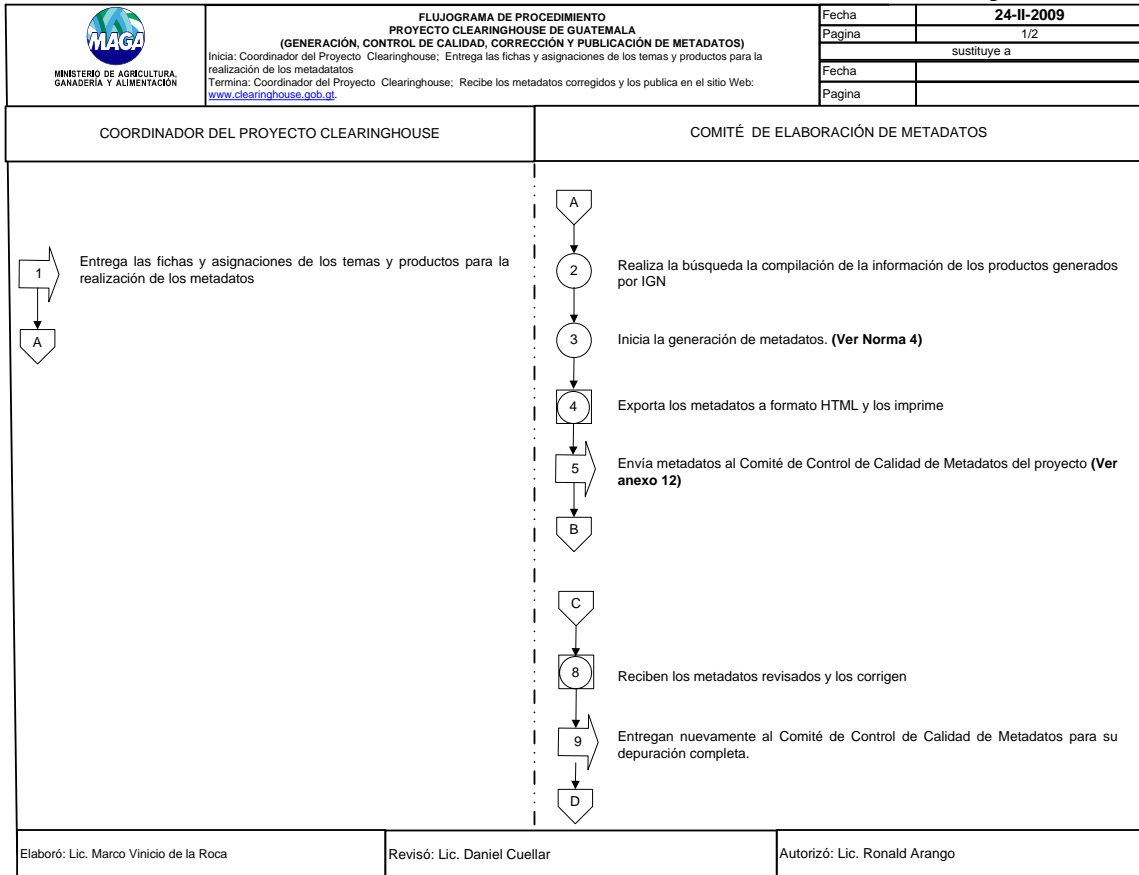 MAGA
MINISTERIO DE AGRICULTURA,
GANADERÍA Y ALIMENTACIÓN
FLUJOGRAMA DE PROCEDIMIENTO
PROYECTO CLEARINGHOUSE DE GUATEMALA
(GENERACIÓN, CONTROL DE CALIDAD, CORRECCIÓN Y PUBLICACIÓN DE METADATOS)
Inicia: Coordinador del Proyecto Clearinghouse; Entrega las fichas y asignaciones de los temas y productos para la
realización de los metadatatos
Termina: Coordinador del Proyecto Clearinghouse; Recibe los metadatos corregidos y los publica en el sitio Web:
www.clearinghouse.gob.gt.
Fecha 24-II-2009
Pagina 1/2
sustituye a
Fecha
Pagina
COORDINADOR DEL PROYECTO CLEARINGHOUSE
COMITÉ DE ELABORACIÓN DE METADATOS
1
Entrega las fichas y asignaciones de los temas y productos para la
realización de los metadatos
A
A
2
Realiza la búsqueda la compilación de la información de los productos generados
por IGN
3
Inicia la generación de metadatos. (Ver Norma 4)
4
Exporta los metadatos a formato HTML y los imprime
5
Envía metadatos al Comité de Control de Calidad de Metadatos del proyecto (Ver
anexo 12)
B
C
8
Reciben los metadatos revisados y los corrigen
9
Entregan nuevamente al Comité de Control de Calidad de Metadatos para su
depuración completa.
D
Elaboró: Lic. Marco Vinicio de la Roca
Revisó: Lic. Daniel Cuellar
Autorizó: Lic. Ronald Arango